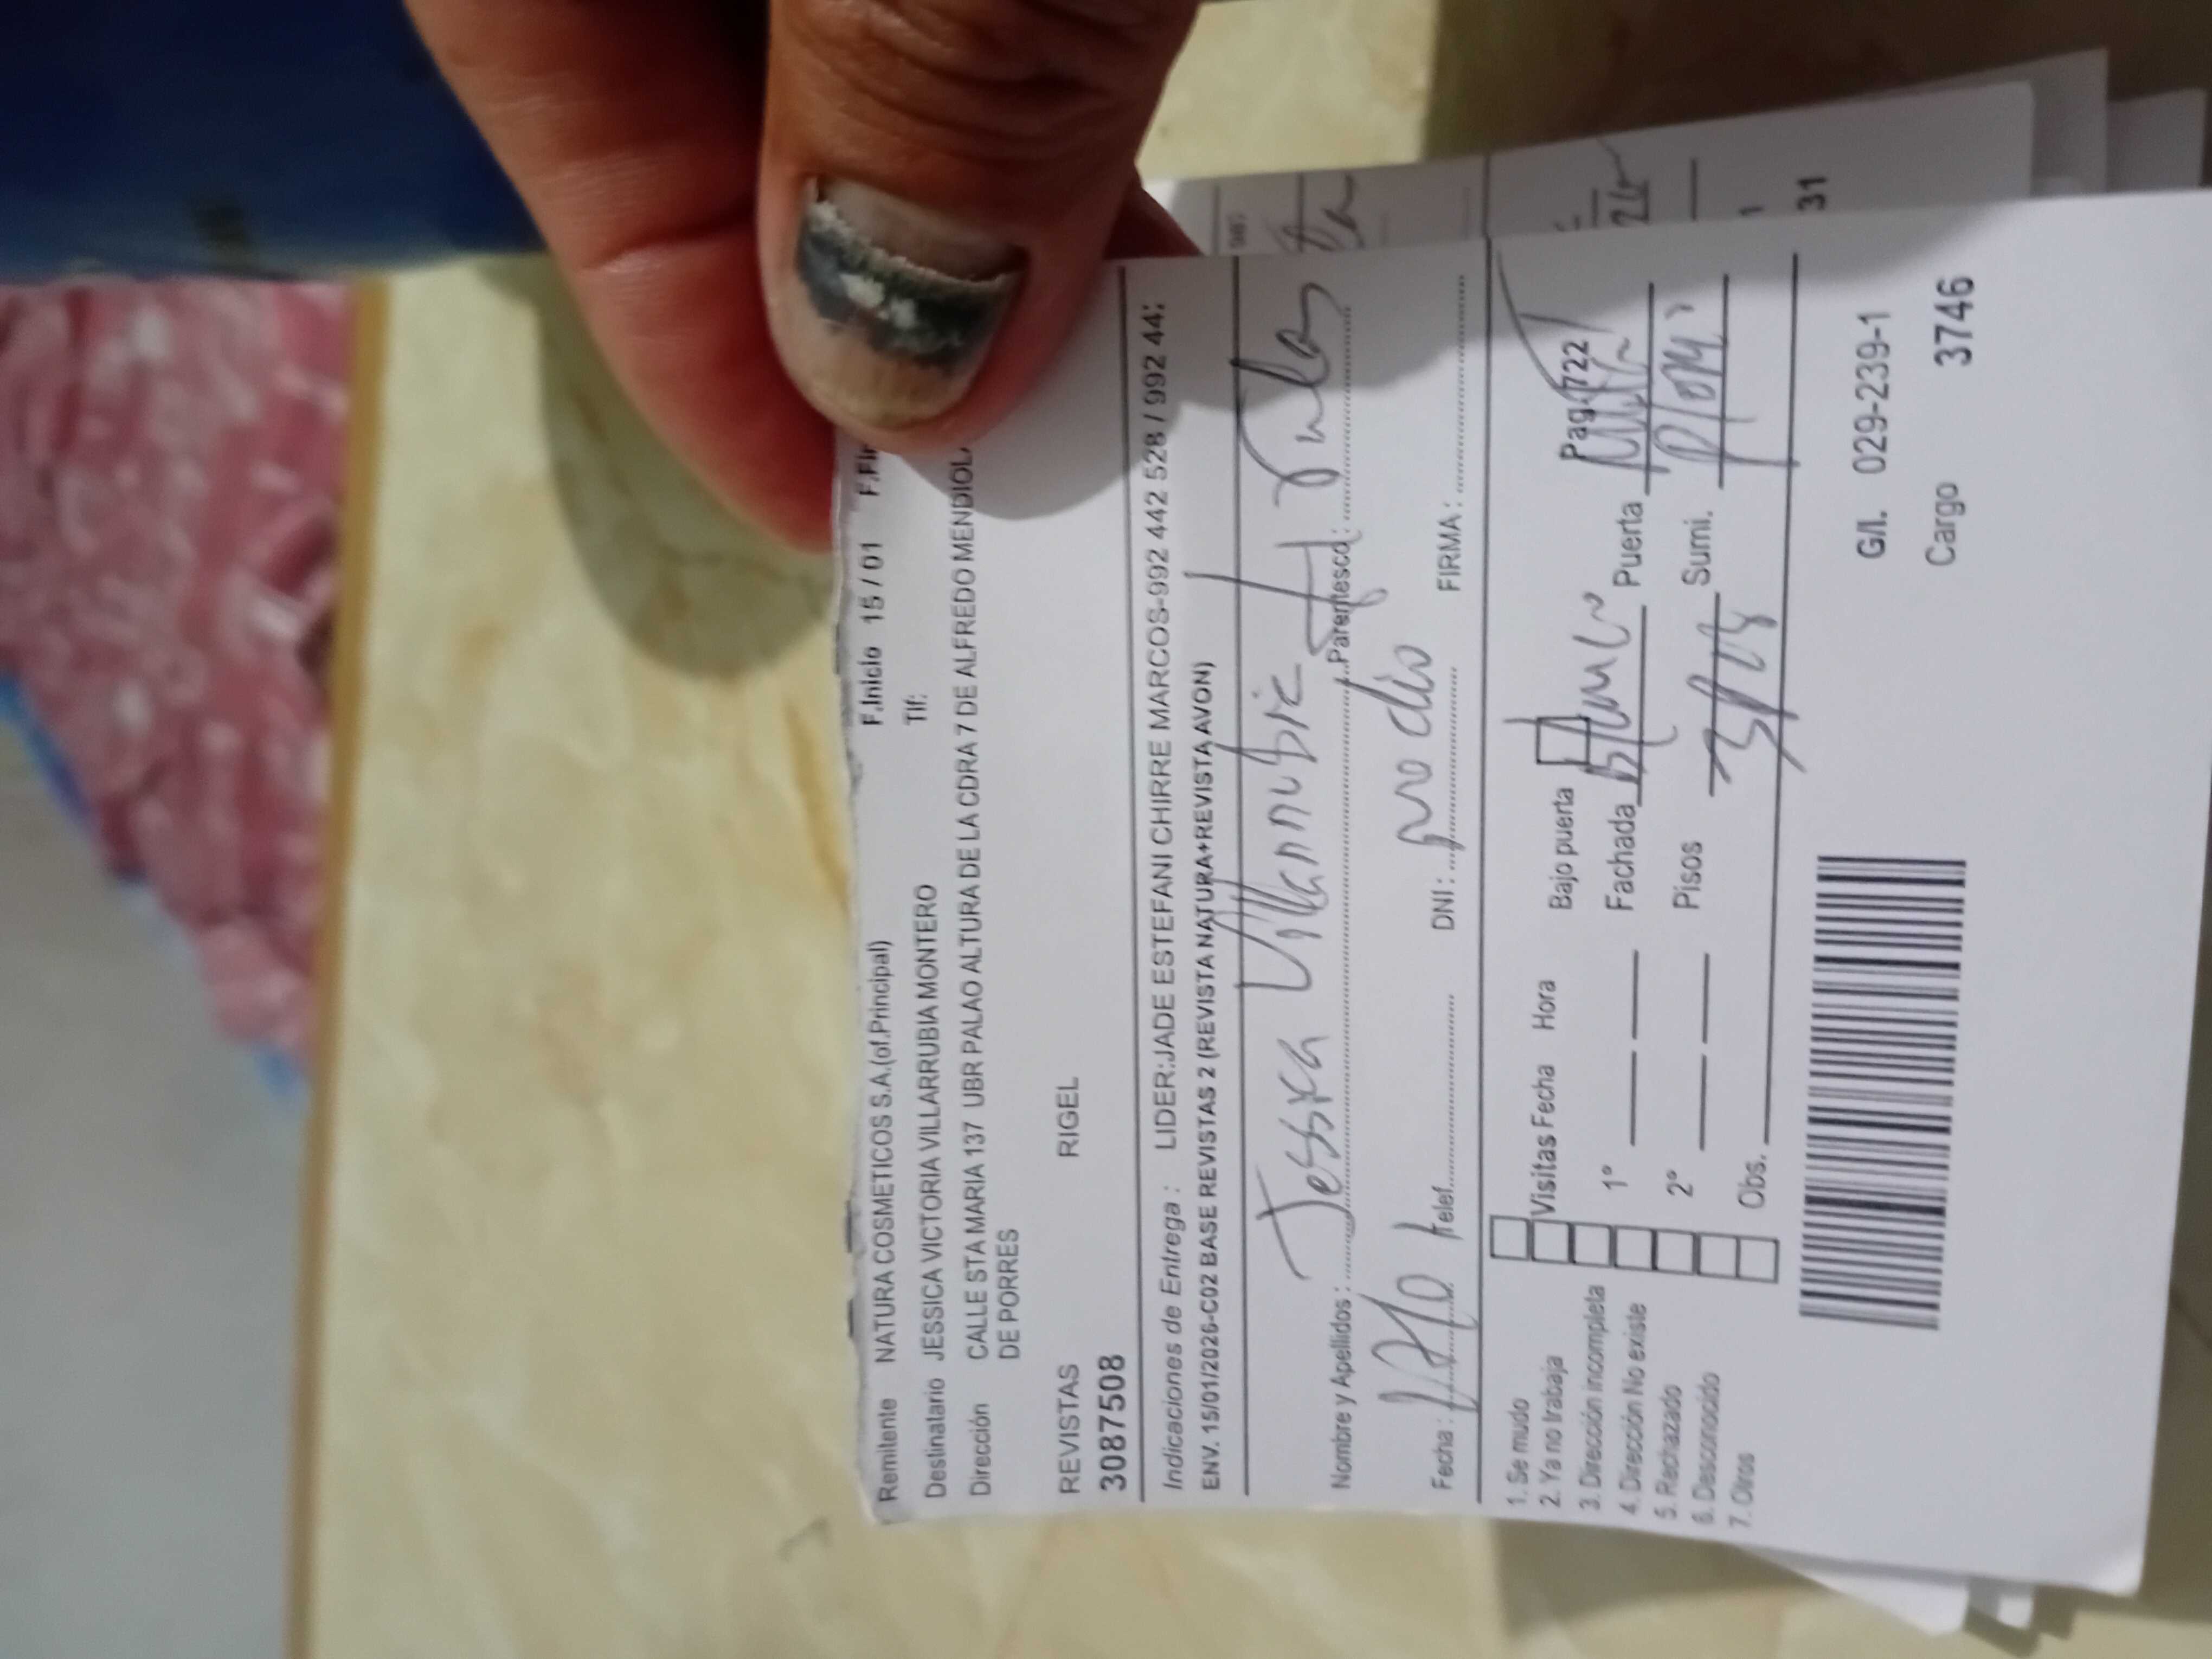 Remitente NATURA COSMETICOS S.A.(of.Principal) F.Inicio 15 / 01 F.Fin
Destinatario JESSICA VICTORIA VILLARRUBIA MONTERO Tlf:
Dirección CALLE STA MARIA 137 UBR PALAO ALTURA DE LA CDRA 7 DE ALFREDO MENDIOL
DE PORRES
REVISTAS RIGEL
3087508
Indicaciones de Entrega : LIDER:JADE ESTEFANI CHIRRE MARCOS-992 442 528 / 992 44:
ENV. 15/01/2026-C02 BASE REVISTAS 2 (REVISTA NATURA+REVISTA AVON)
Nombre y Apellidos : Jessica Parentesco :
Fecha : Telef. DNI : no dio FIRMA :
1. Se mudo
2. Ya no trabaja
3. Dirección incompleta
4. Dirección No existe
5. Rechazado
6. Desconocido
7. Otros
Visitas Fecha Hora Bajo puerta Pag.722
1° Fachada Puerta
2° Pisos Sumi.
Obs.
G/I. 029-239-1
Cargo 3746
1
31